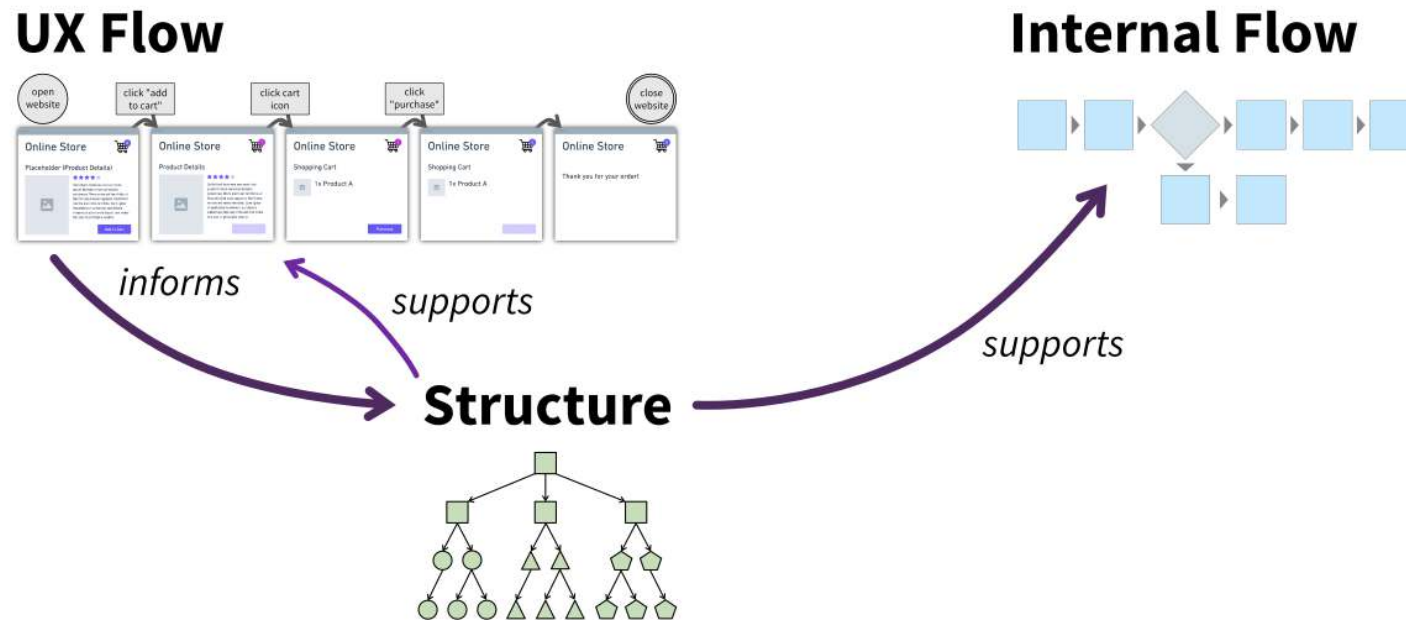 UX Flow
Internal Flow
open
website
click "add
to cart"
click cart
icon
click
"purchase"
close
website
Online Store
Placeholder (Product Details)
Online Store
Product Details
Online Store
Shopping Cart
1x Product A
Purchase
Online Store
Shopping Cart
1x Product A
Online Store
Thank you for your order!
informs
supports
supports
Structure